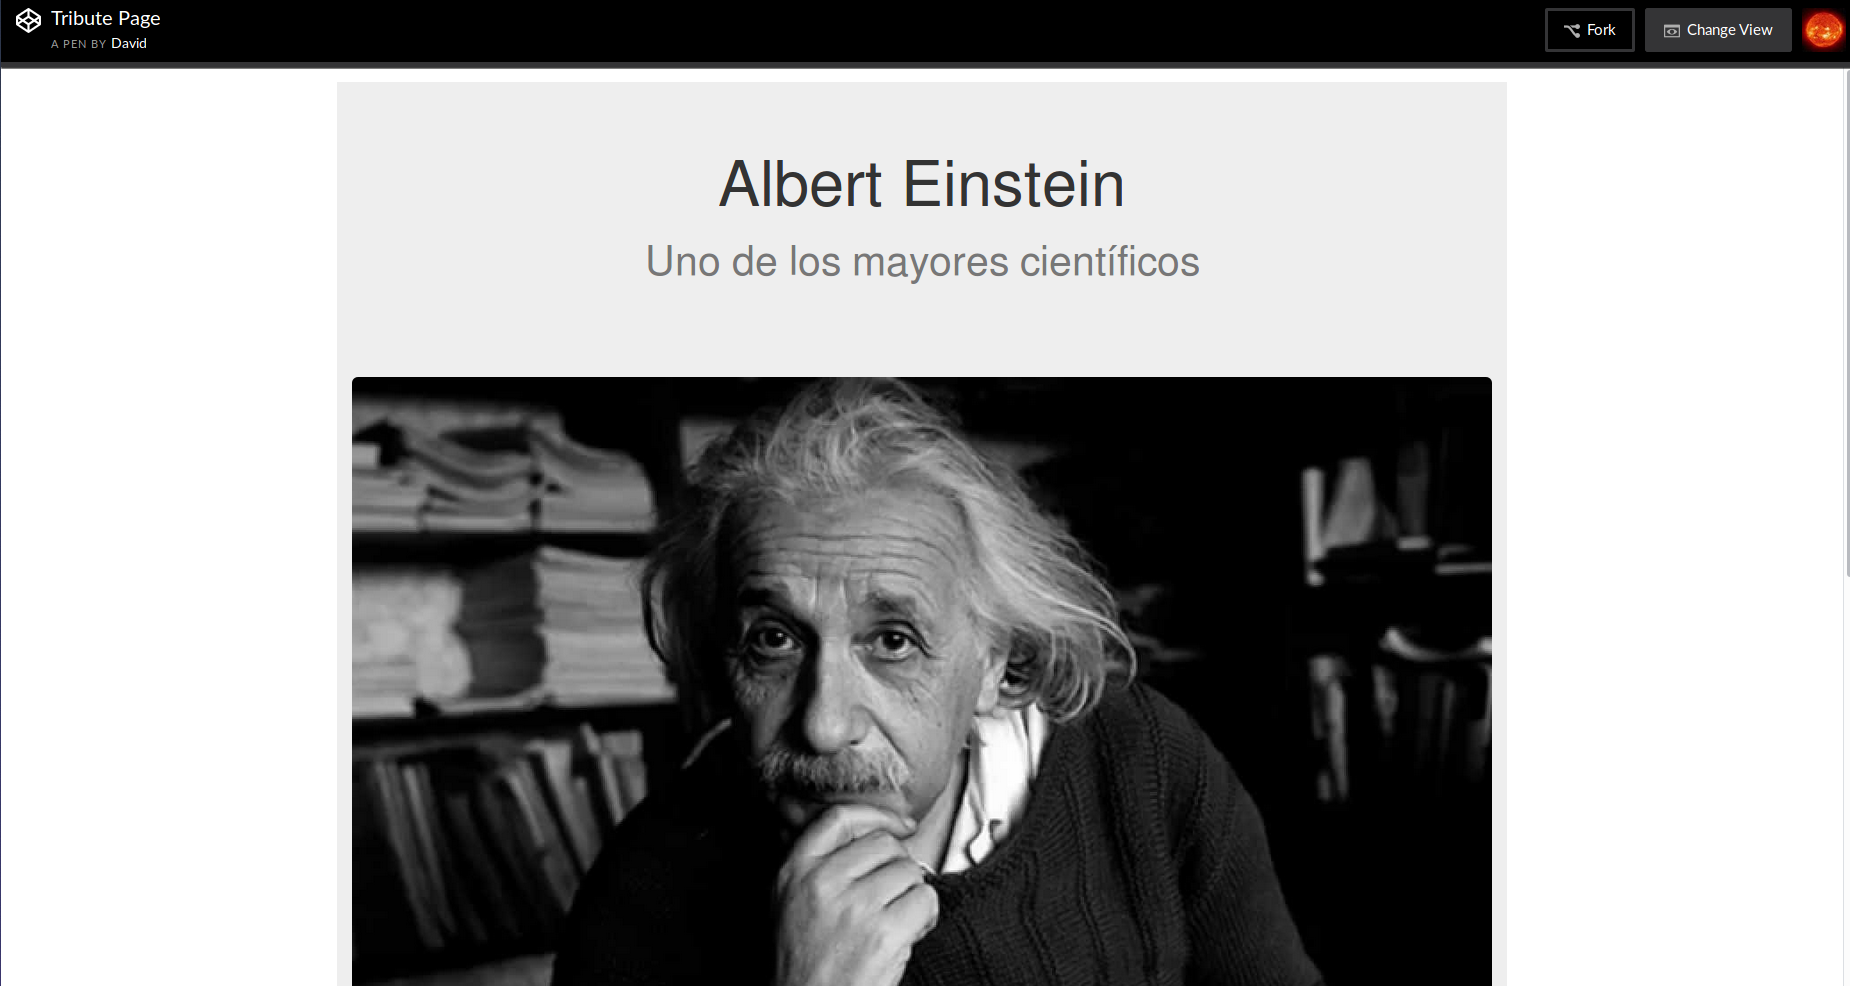 Tribute Page
A PEN BY David
Fork
Change View
Albert Einstein
Uno de los mayores científicos